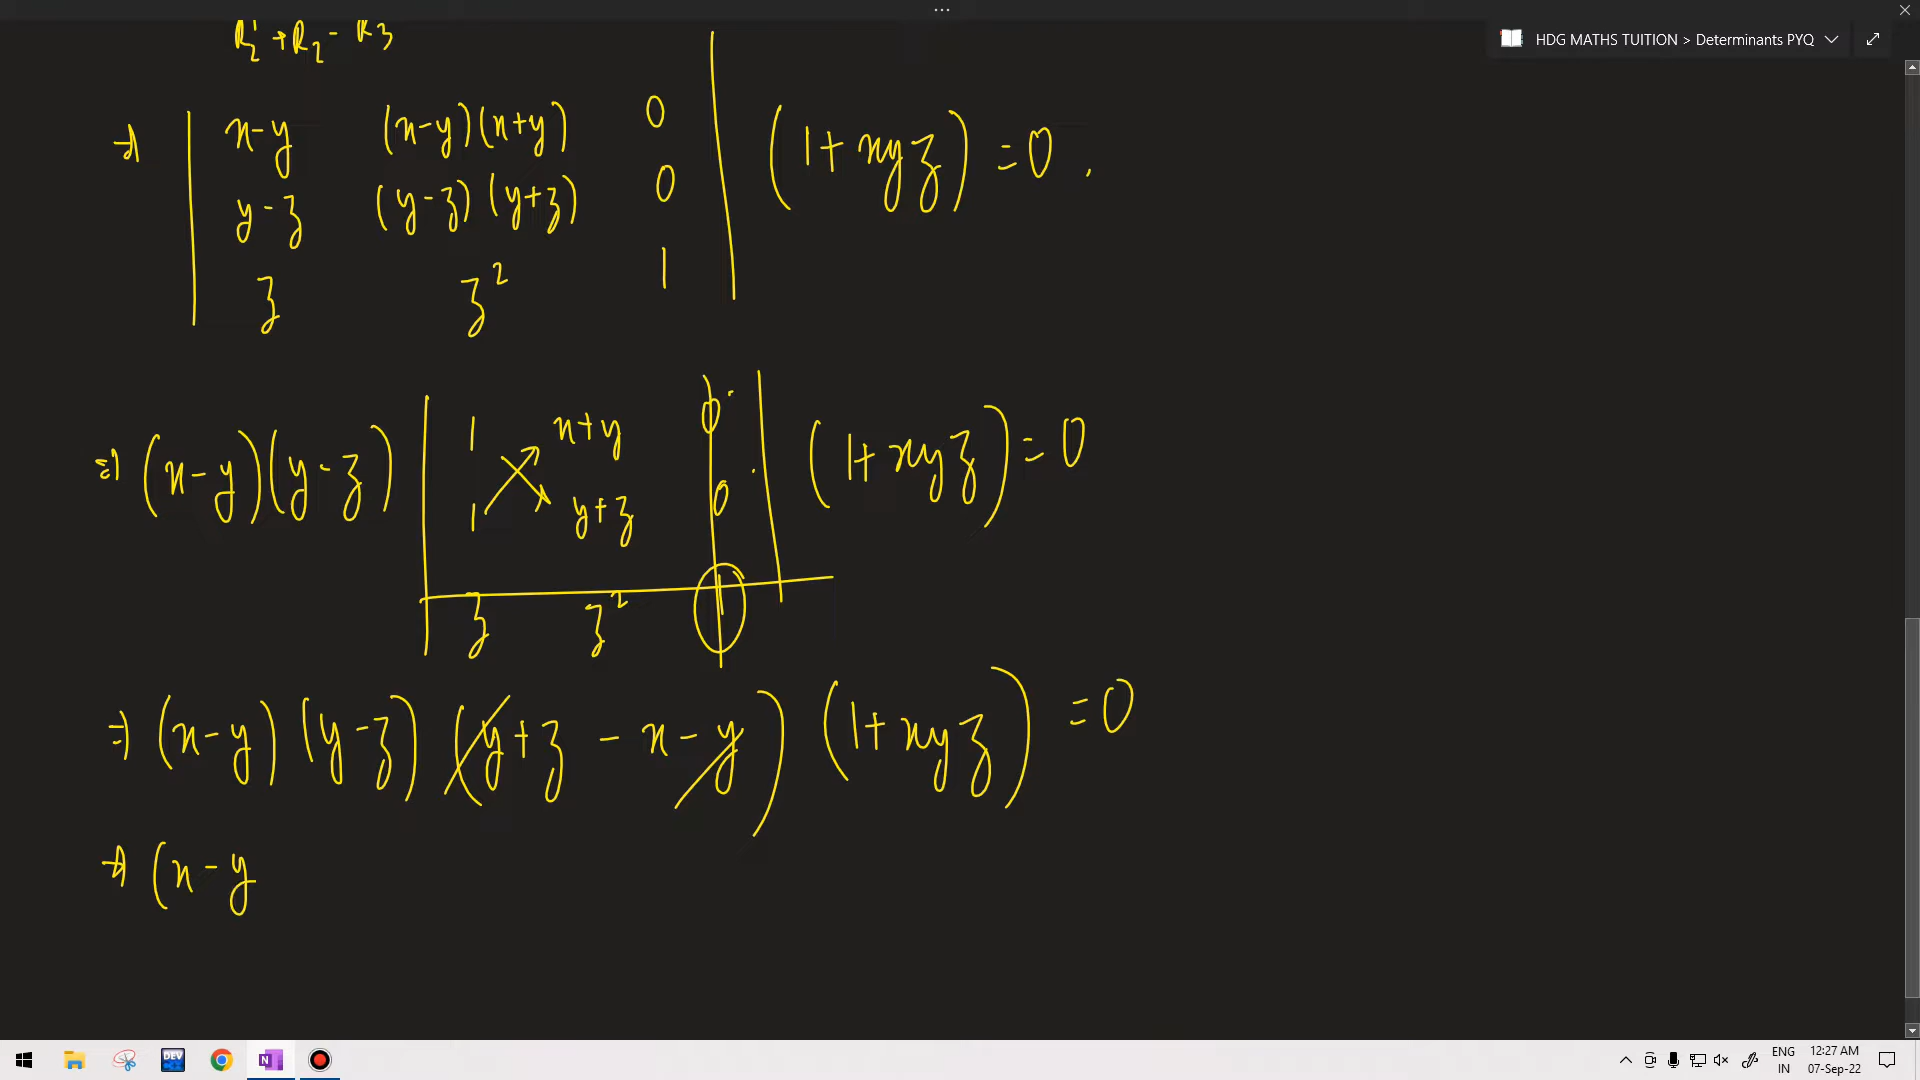 HDG MATHS TUITION > Determinants PYQ
R₂' → R₂ - R₃
⇒ | x-y (x-y)(x+y) 0 |
| y-z (y-z)(y+z) 0 | (1+xyz) = 0 .
| z z² 1 |
⇒ (x-y)(y-z) | 1 x+y 0 | (1+xyz) = 0
| 1 y+z 0 |
| z z² 1 |
⇒ (x-y)(y-z)(y+z-x-y)(1+xyz) = 0
⇒ (x-y
ENG
IN
12:27 AM
07-Sep-22
DEV
N